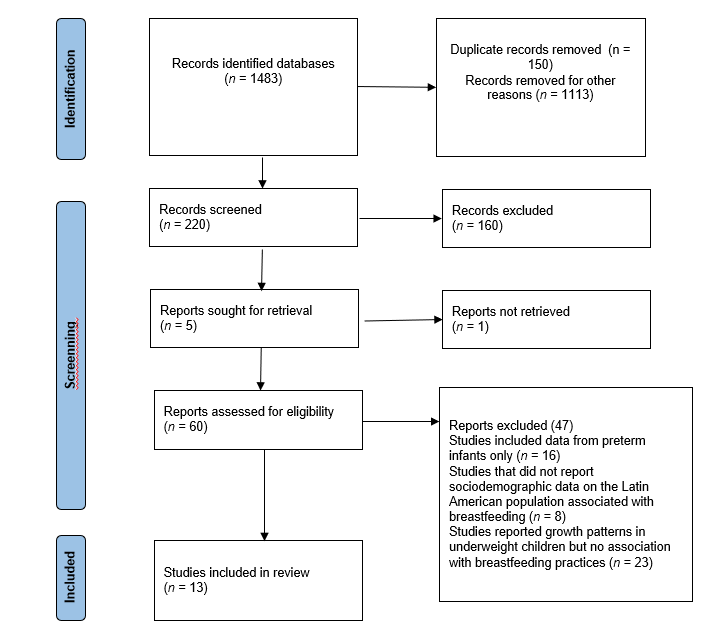 Identification
Records identified databases
(n = 1483)
Duplicate records removed (n =
150)
Records removed for other
reasons (n = 1113)
Screenning
Records screened
(n = 220)
Records excluded
(n = 160)
Reports sought for retrieval
(n = 5)
Reports not retrieved
(n = 1)
Reports assessed for eligibility
(n = 60)
Reports excluded (47)
Studies included data from preterm
infants only (n = 16)
Studies that did not report
sociodemographic data on the Latin
American population associated with
breastfeeding (n = 8)
Studies reported growth patterns in
underweight children but no association
with breastfeeding practices (n = 23)
Included
Studies included in review
(n = 13)